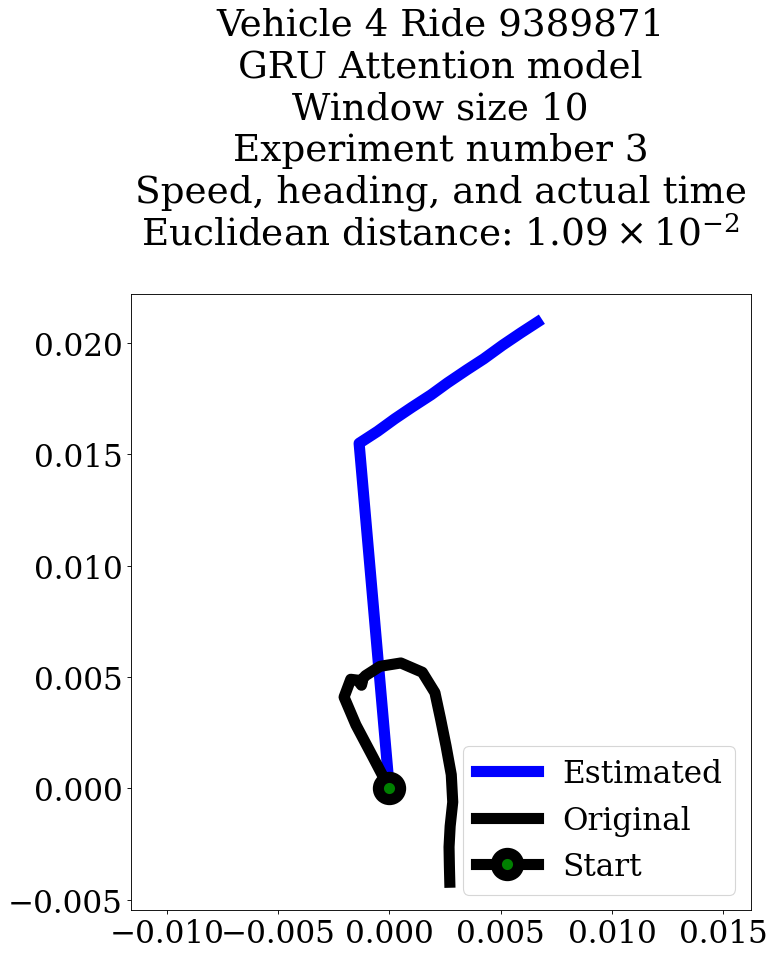 Vehicle 4 Ride 9389871
GRU Attention model
Window size 10
Experiment number 3
Speed, heading, and actual time
Euclidean distance: 1.09 × 10⁻²
0.020
0.015
0.010
0.005
0.000
−0.005
Estimated
Original
Start
−0.010 −0.005 0.000 0.005 0.010 0.015